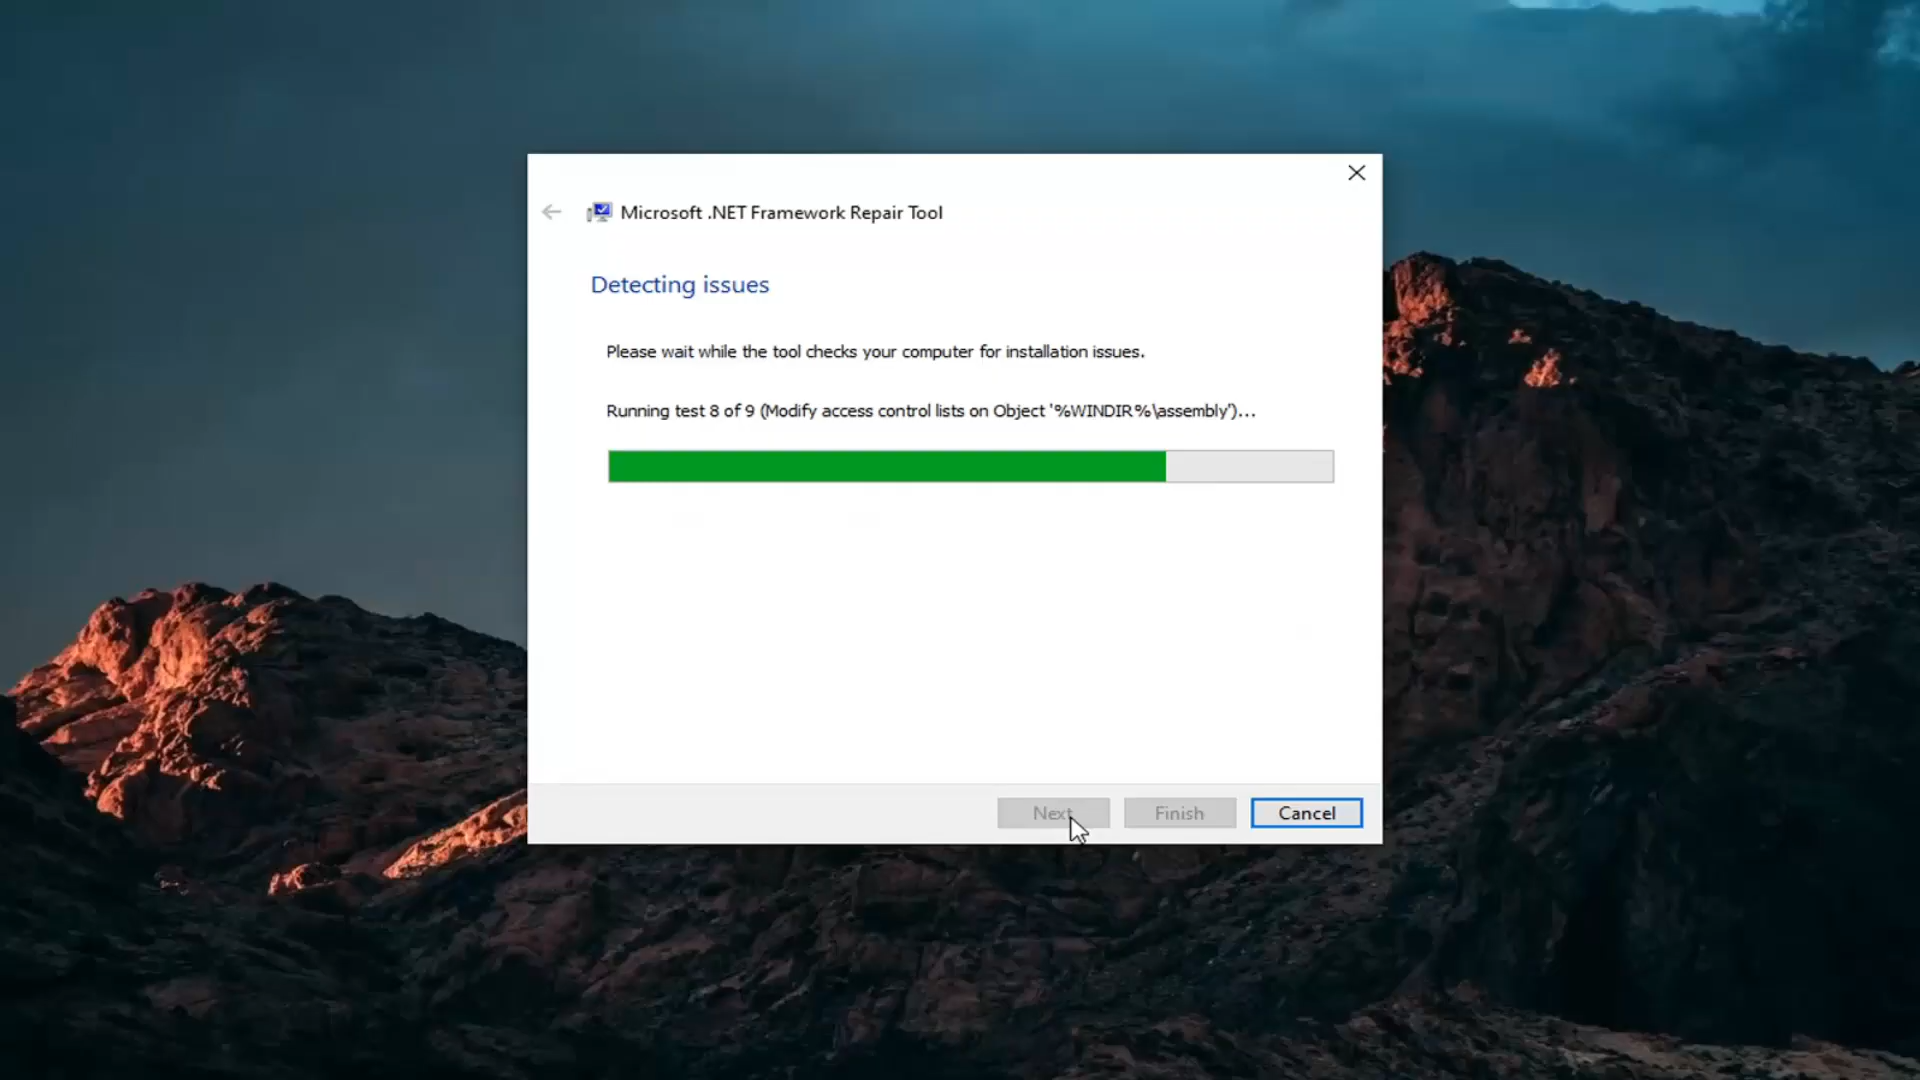 Microsoft .NET Framework Repair Tool
Detecting issues
Please wait while the tool checks your computer for installation issues.
Running test 8 of 9 (Modify access control lists on Object '%WINDIR%\assembly')...
Next
Finish
Cancel